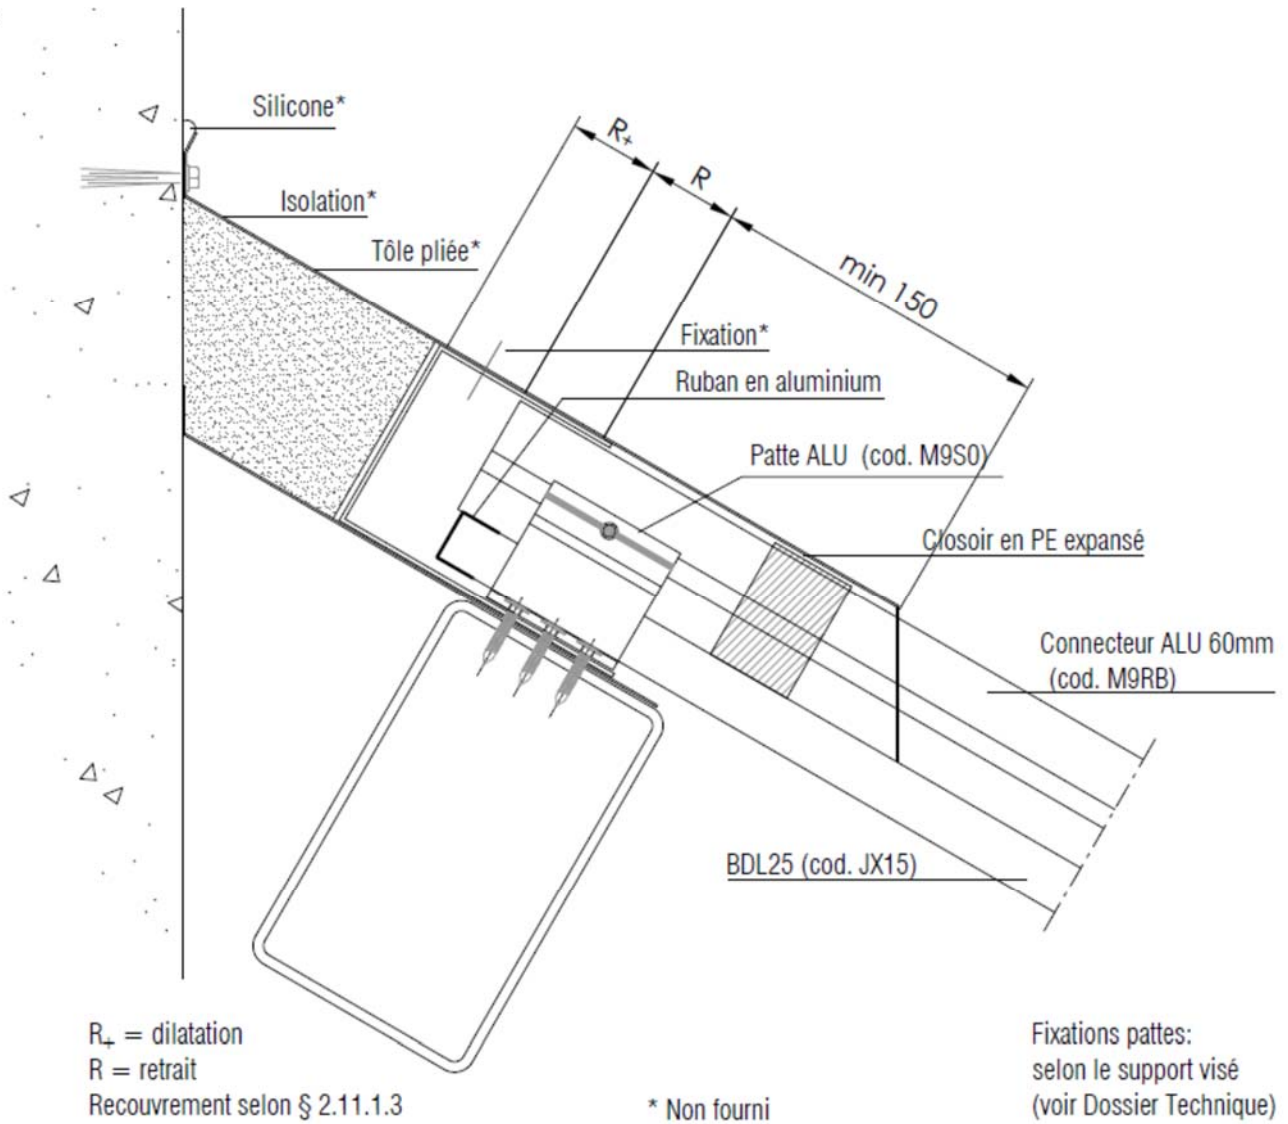 Silicone*
R+
R
Isolation*
Tôle pliée*
min 150
Fixation*
Ruban en aluminium
Patte ALU (cod. M9S0)
Closoir en PE expansé
Connecteur ALU 60mm
(cod. M9RB)
BDL25 (cod. JX15)
R+ = dilatation
R = retrait
Recouvrement selon § 2.11.1.3
* Non fourni
Fixations pattes:
selon le support visé
(voir Dossier Technique)